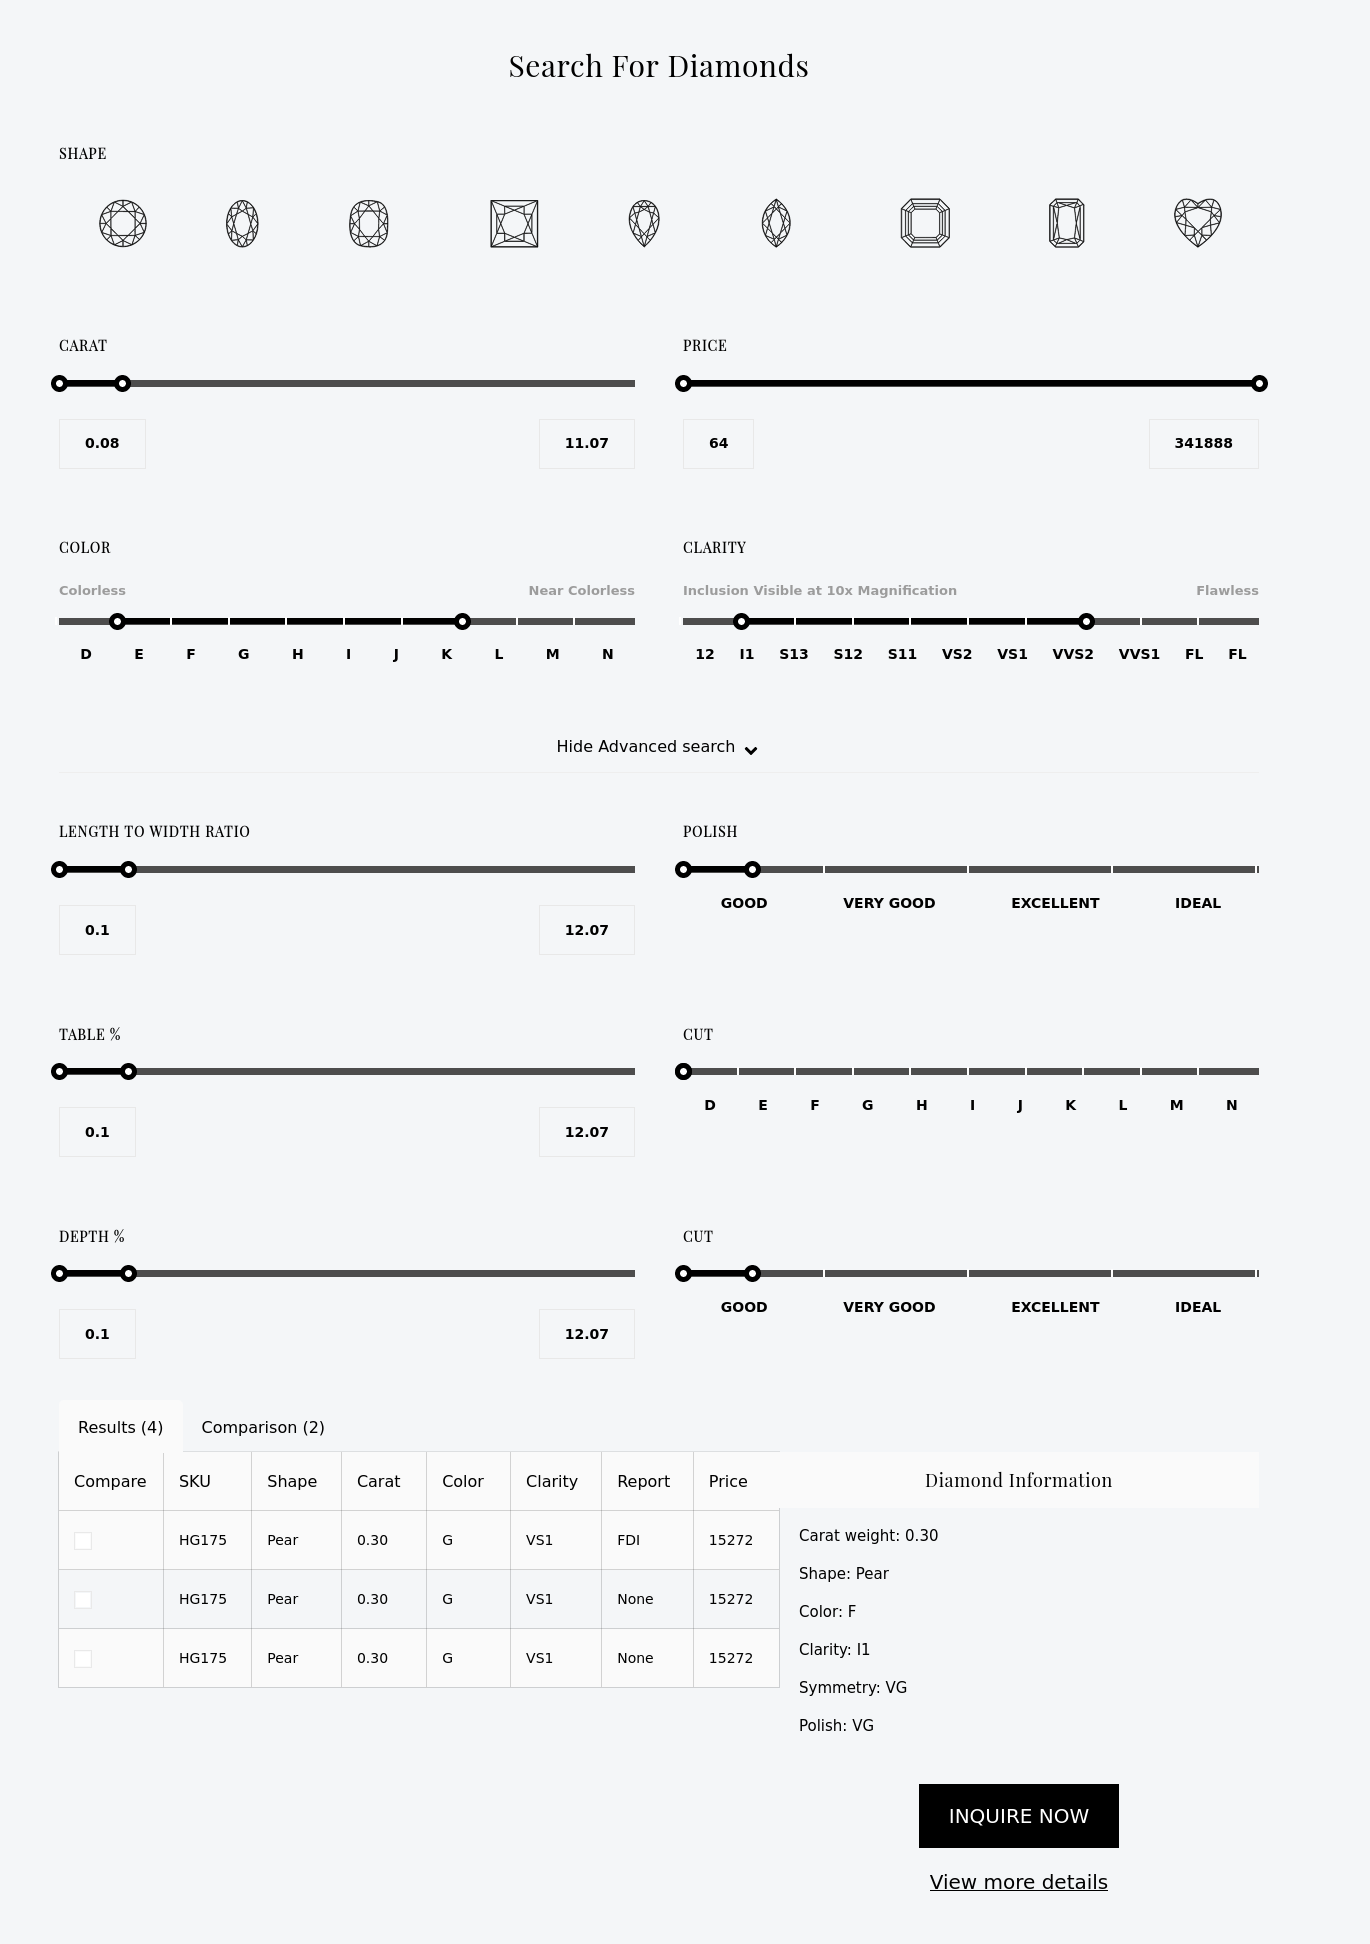 Search For Diamonds
SHAPE
CARAT
PRICE
0.08
11.07
64
341888
COLOR
CLARITY
Colorless
Near Colorless
Inclusion Visible at 10x Magnification
Flawless
D E F G H I J K L M N
12 I1 S13 S12 S11 VS2 VS1 VVS2 VVS1 FL FL
Hide Advanced search
LENGTH TO WIDTH RATIO
POLISH
GOOD VERY GOOD EXCELLENT IDEAL
0.1
12.07
TABLE %
CUT
D E F G H I J K L M N
0.1
12.07
DEPTH %
CUT
GOOD VERY GOOD EXCELLENT IDEAL
0.1
12.07
Results (4) Comparison (2)
Compare SKU Shape Carat Color Clarity Report Price
HG175 Pear 0.30 G VS1 FDI 15272
HG175 Pear 0.30 G VS1 None 15272
HG175 Pear 0.30 G VS1 None 15272
Diamond Information
Carat weight: 0.30
Shape: Pear
Color: F
Clarity: I1
Symmetry: VG
Polish: VG
INQUIRE NOW
View more details